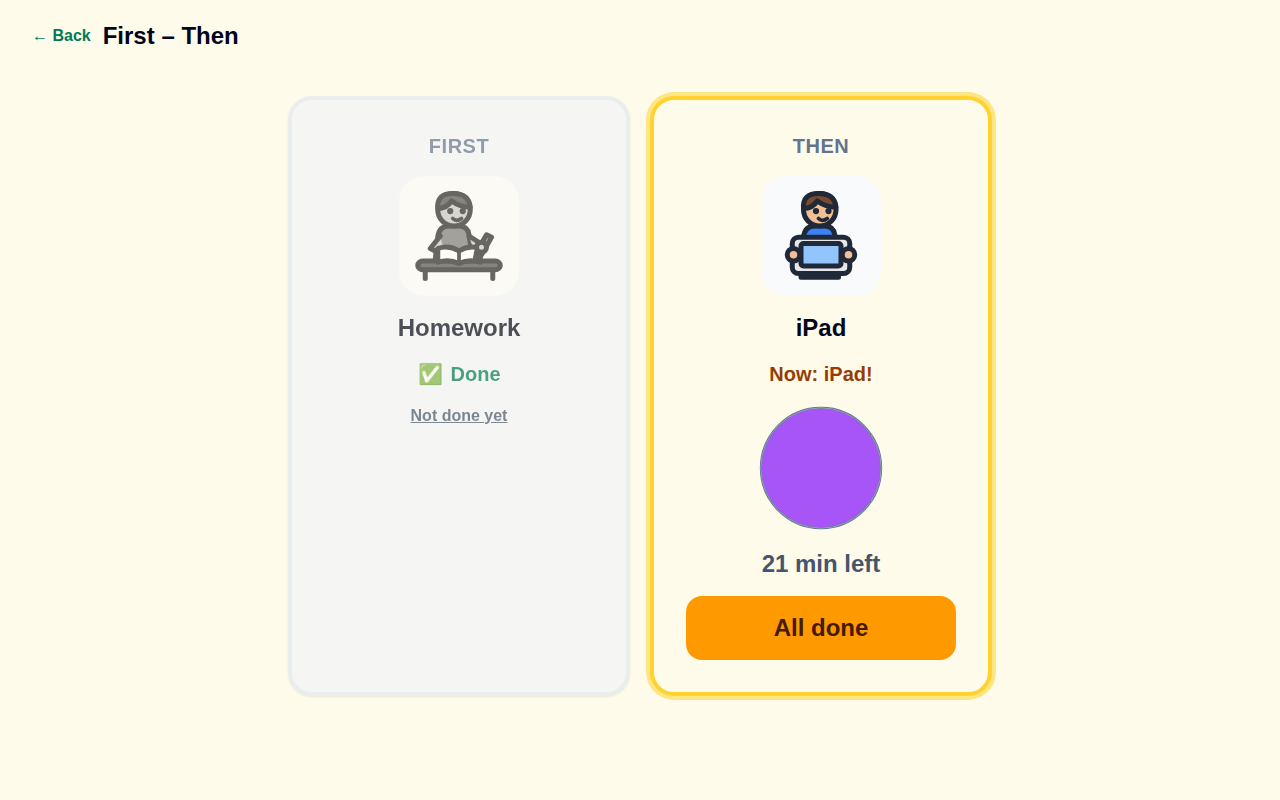 ← Back
First – Then
FIRST
Homework
✅ Done
Not done yet
THEN
iPad
Now: iPad!
21 min left
All done